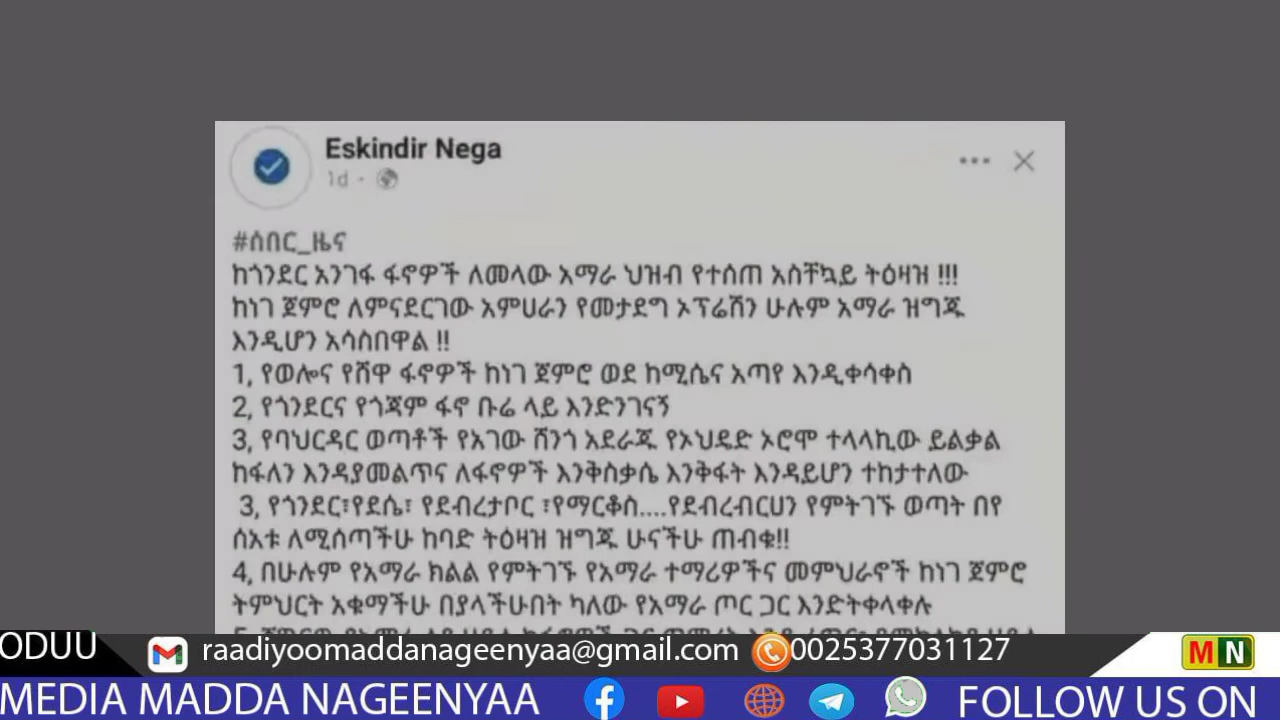 Eskindir Nega
1d ·
#ሰበር_ዜና
ከጎንደር አንገፋ ፋኖዎች ለመላው አማራ ህዝብ የተሰጠ አስቸኳይ ትዕዛዝ !!!
ከነገ ጀምሮ ለምናደርገው አምሀራን የመታደግ ኦፕሬሽን ሁሉም አማራ ዝግጁ
እንዲሆን አሳስበዋል !!
1, የወሎና የሸዋ ፋኖዎች ከነገ ጀምሮ ወደ ከሚሴና አጣየ እንዲቀሳቀስ
2, የጎንደርና የጎጃም ፋኖ ቡሬ ላይ እንድንገናኝ
3, የባህርዳር ወጣቶች የአገው ሸንጎ አደራጁ የኦህዴድ ኦሮሞ ተላላኪው ይልቃል
ከፋለን እንዳያመልጥና ለፋኖዎች እንቅስቃሴ እንቅፋት እንዳይሆን ተከታተለው
3, የጎንደር፣የደሴ፣ የደብረታቦር ፣የማርቆስ....የደብረብርሀን የምትገኙ ወጣት በየ
ሰአቱ ለሚሰጣችሁ ከባድ ትዕዛዝ ዝግጁ ሁናችሁ ጠብቁ!!
4, በሁሉም የአማራ ክልል የምትገኙ የአማራ ተማሪዎችና መምህራኖች ከነገ ጀምሮ
ትምህርት አቁማችሁ በያላችሁበት ካለው የአማራ ጦር ጋር እንድትቀላቀሉ
ODUU
raadiyoomaddanageenyaa@gmail.com
0025377031127
MN
MEDIA MADDA NAGEENYAA
FOLLOW US ON